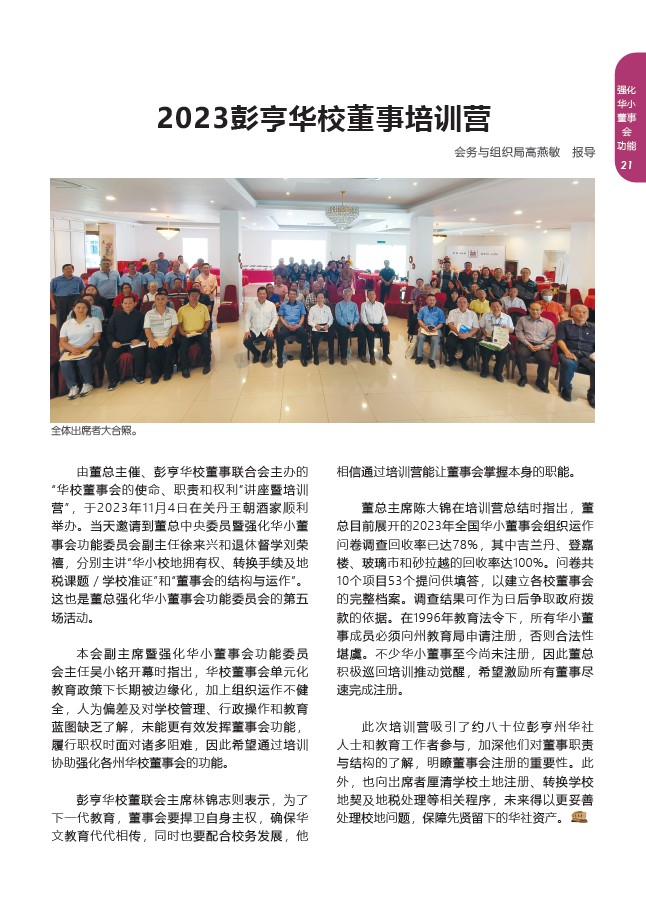 强化
华小
董事
会
功能
21
2023彭亨华校董事培训营
会务与组织局高燕敏　报导
全体出席者大合照。
由董总主催、彭亨华校董事联合会主办的
“华校董事会的使命、职责和权利”讲座暨培训
营”，于2023年11月4日在关丹王朝酒家顺利
举办。当天邀请到董总中央委员暨强化华小董
事会功能委员会副主任徐来兴和退休督学刘荣
禧，分别主讲“华小校地拥有权、转换手续及地
税课题 / 学校准证”和“董事会的结构与运作”。
这也是董总强化华小董事会功能委员会的第五
场活动。
本会副主席暨强化华小董事会功能委员
会主任吴小铭开幕时指出，华校董事会单元化
教育政策下长期被边缘化，加上组织运作不健
全，人为偏差及对学校管理、行政操作和教育
蓝图缺乏了解，未能更有效发挥董事会功能，
履行职权时面对诸多阻难，因此希望通过培训
协助强化各州华校董事会的功能。
彭亨华校董联会主席林锦志则表示，为了
下一代教育，董事会要捍卫自身主权，确保华
文教育代代相传，同时也要配合校务发展，他
相信通过培训营能让董事会掌握本身的职能。
董总主席陈大锦在培训营总结时指出，董
总目前展开的2023年全国华小董事会组织运作
问卷调查回收率已达78%，其中吉兰丹、登嘉
楼、玻璃市和砂拉越的回收率达100%。问卷共
10个项目53个提问供填答，以建立各校董事会
的完整档案。调查结果可作为日后争取政府拨
款的依据。在1996年教育法令下，所有华小董
事成员必须向州教育局申请注册，否则合法性
堪虞。不少华小董事至今尚未注册，因此董总
积极巡回培训推动觉醒，希望激励所有董事尽
速完成注册。
此次培训营吸引了约八十位彭亨州华社
人士和教育工作者参与，加深他们对董事职责
与结构的了解，明瞭董事会注册的重要性。此
外，也向出席者厘清学校土地注册、转换学校
地契及地税处理等相关程序，未来得以更妥善
处理校地问题，保障先贤留下的华社资产。